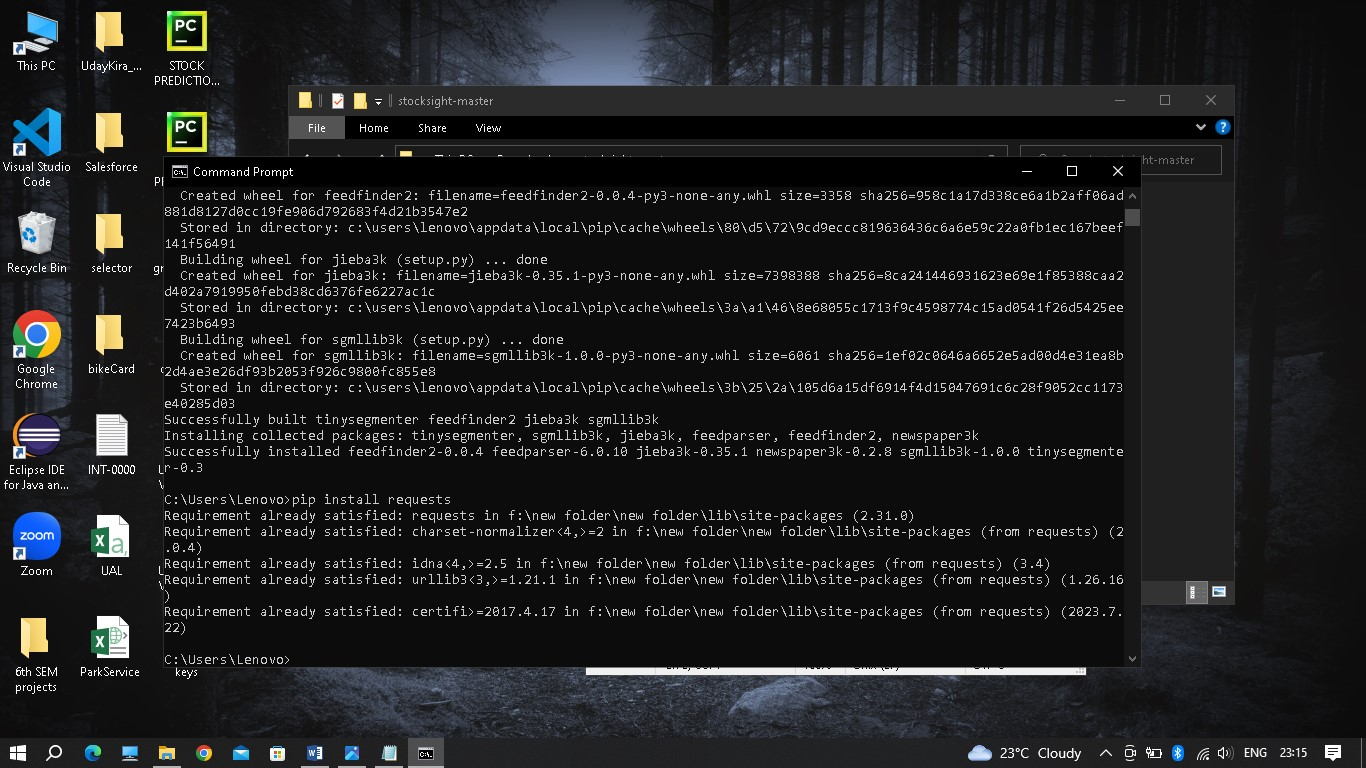 This PC
UdayKira_...
STOCK
PREDICTIO...
Visual Studio
Code
Salesforce
Recycle Bin
selector
Google
Chrome
bikeCard
Eclipse IDE
for Java an...
INT-0000
Zoom
zoom
UAL
6th SEM
projects
ParkService
keys
stocksight-master
File Home Share View
Command Prompt
Created wheel for feedfinder2: filename=feedfinder2-0.0.4-py3-none-any.whl size=3358 sha256=958c1a17d338ce6a1b2aff06ad
881d8127d0cc19fe906d792683f4d21b3547e2
Stored in directory: c:\users\lenovo\appdata\local\pip\cache\wheels\80\d5\72\9cd9eccc819636436c6a6e59c22a0fb1ec167beef
141f56491
Building wheel for jieba3k (setup.py) ... done
Created wheel for jieba3k: filename=jieba3k-0.35.1-py3-none-any.whl size=7398388 sha256=8ca241446931623e69e1f85388caa2
d402a7919950febd38cd6376fe6227ac1c
Stored in directory: c:\users\lenovo\appdata\local\pip\cache\wheels\3a\a1\46\8e68055c1713f9c4598774c15ad0541f26d5425ee
7423b6493
Building wheel for sgmllib3k (setup.py) ... done
Created wheel for sgmllib3k: filename=sgmllib3k-1.0.0-py3-none-any.whl size=6061 sha256=1ef02c0646a6652e5ad00d4e31ea8b
2d4ae3e26df93b2053f926c9800fc855e8
Stored in directory: c:\users\lenovo\appdata\local\pip\cache\wheels\3b\25\2a\105d6a15df6914f4d15047691c6c28f9052cc1173
e40285d03
Successfully built tinysegmenter feedfinder2 jieba3k sgmllib3k
Installing collected packages: tinysegmenter, sgmllib3k, jieba3k, feedparser, feedfinder2, newspaper3k
Successfully installed feedfinder2-0.0.4 feedparser-6.0.10 jieba3k-0.35.1 newspaper3k-0.2.8 sgmllib3k-1.0.0 tinysegmente
r-0.3
C:\Users\Lenovo>pip install requests
Requirement already satisfied: requests in f:\new folder\new folder\lib\site-packages (2.31.0)
Requirement already satisfied: charset-normalizer<4,>=2 in f:\new folder\new folder\lib\site-packages (from requests) (2
.0.4)
Requirement already satisfied: idna<4,>=2.5 in f:\new folder\new folder\lib\site-packages (from requests) (3.4)
Requirement already satisfied: urllib3<3,>=1.21.1 in f:\new folder\new folder\lib\site-packages (from requests) (1.26.16
)
Requirement already satisfied: certifi>=2017.4.17 in f:\new folder\new folder\lib\site-packages (from requests) (2023.7.
22)
C:\Users\Lenovo>
23°C Cloudy
ENG
23:15